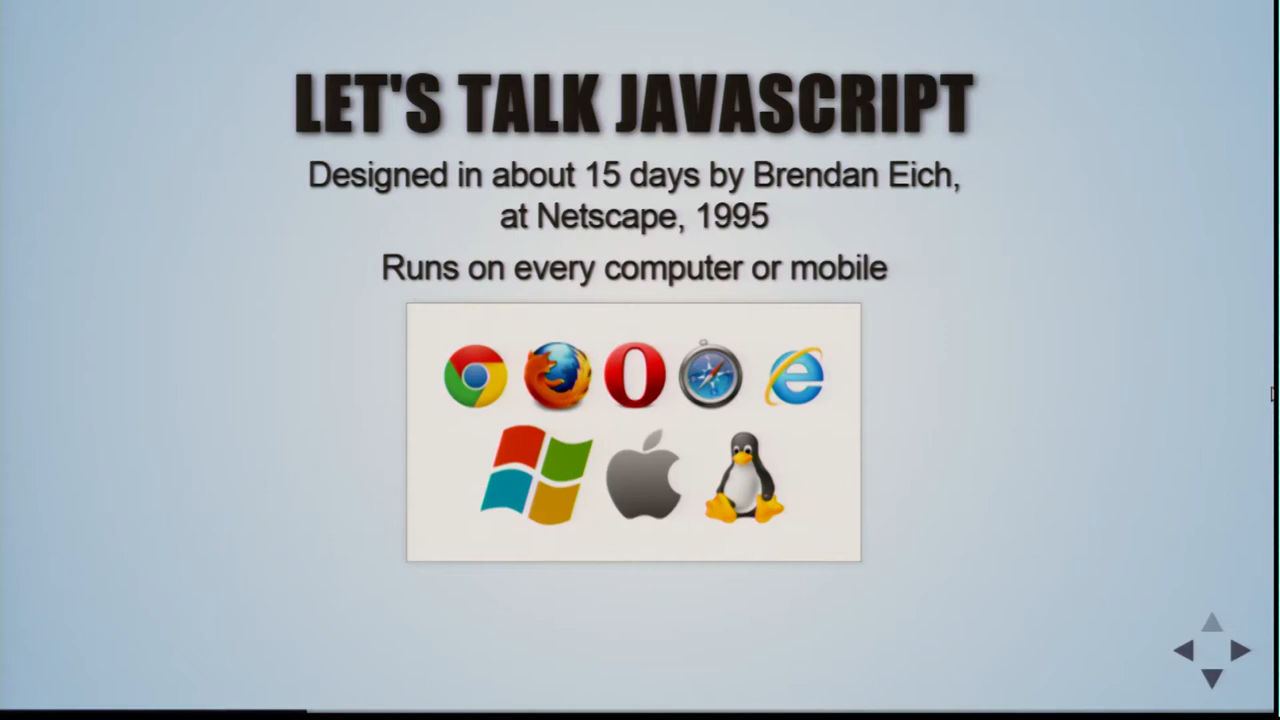 LET'S TALK JAVASCRIPT
Designed in about 15 days by Brendan Eich,
at Netscape, 1995
Runs on every computer or mobile